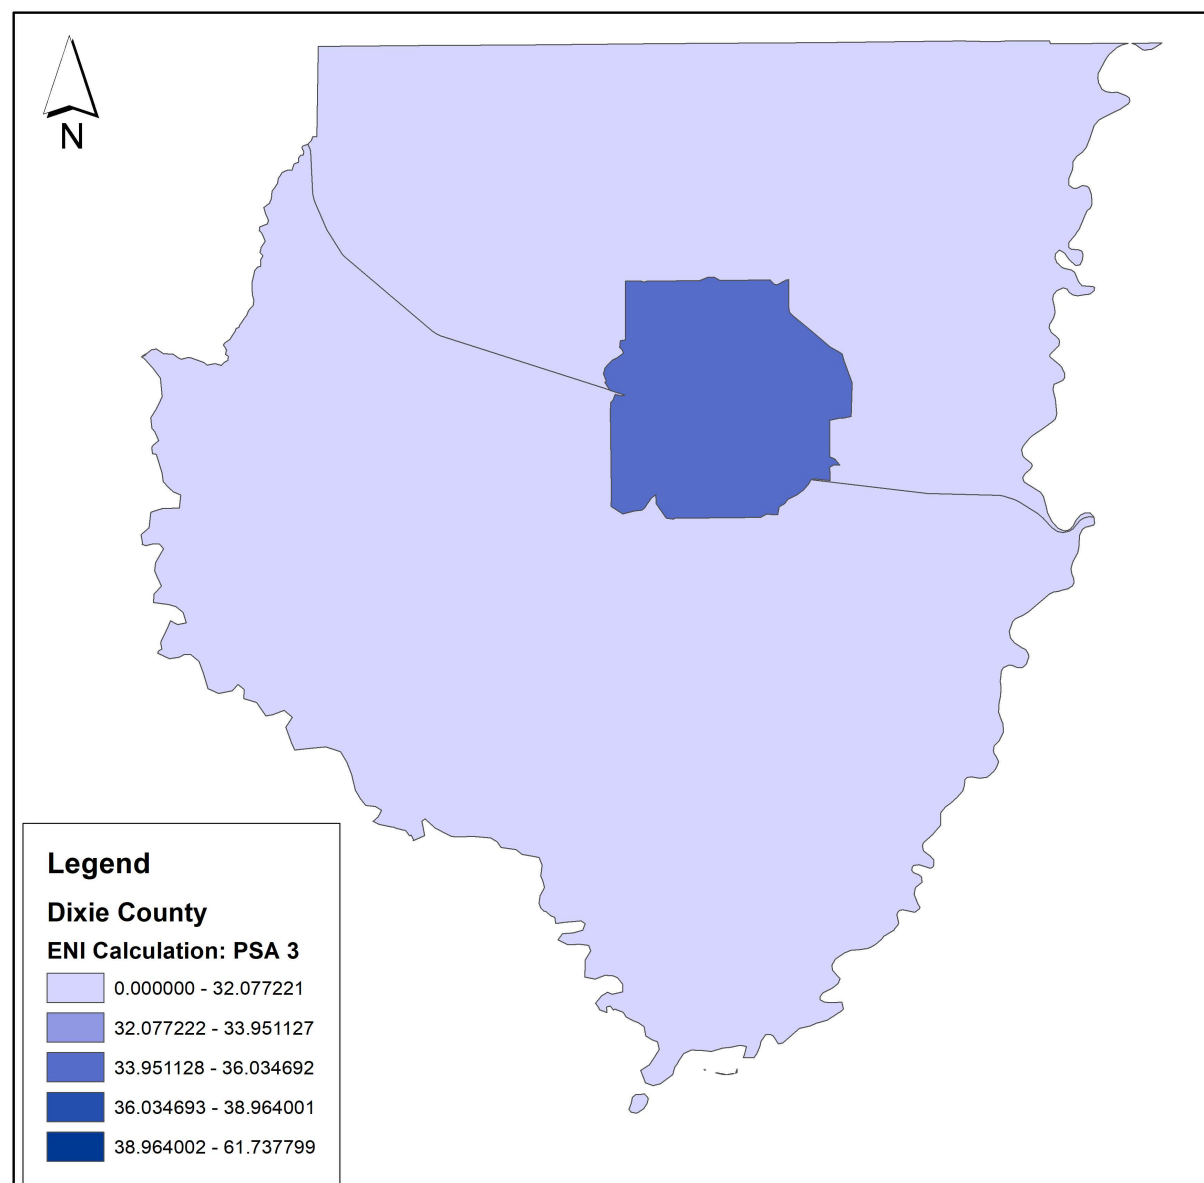 N
Legend
Dixie County
ENI Calculation: PSA 3
0.000000 - 32.077221
32.077222 - 33.951127
33.951128 - 36.034692
36.034693 - 38.964001
38.964002 - 61.737799